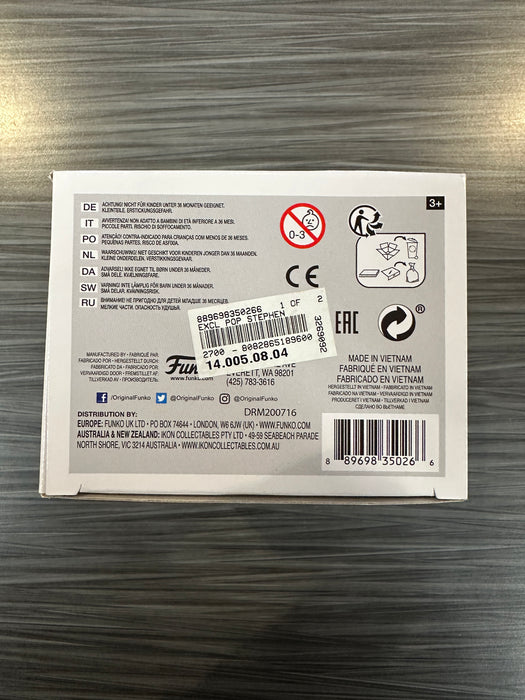 DE ACHTUNG! NICHT FÜR KINDER UNTER 36 MONATEN GEEIGNET.
KLEINTEILE. ERSTICKUNGSGEFAHR.
IT AVVERTENZA! NON ADATTO A BAMBINI DI ETÀ INFERIORE A 36 MESI.
PICCOLE PARTI. RISCHIO DI SOFFOCAMENTO.
PO ATENÇÃO! CONTRA-INDICADO PARA CRIANÇAS COM MENOS DE 36 MESES.
PEQUENAS PARTES. RISCO DE ASFIXIA.
NL WAARSCHUWING! NIET GESCHIKT VOOR KINDEREN JONGER DAN 36 MAANDEN.
KLEINE ONDERDELEN. VERSTIKKINGSGEVAAR.
DA ADVARSEL! IKKE EGNET TIL BØRN UNDER 36 MÅNEDER.
SMÅ DELE. KVÆLNINGSFARE.
SW VARNING! INTE LÄMPLIG FÖR BARN UNDER 36 MÅNADER.
SMÅ DELAR. KVÄVNINGSRISK.
RU ВНИМАНИЕ! НЕ ПРИГОДНО ДЛЯ ДЕТЕЙ МЛАДШЕ 36 МЕСЯЦЕВ.
МЕЛКИЕ ЧАСТИ. ОПАСНОСТЬ УДУШЬЯ.
0-3
3+
CE
EAC
®
889698350266 1 OF 2
EXCL POP STEPHEN
2700 - 8082865189600
14.005.08.04
3269092
MANUFACTURED BY • FABRIQUÉ PAR
FABRICADO POR • HERGESTELLT DURCH
FABBRICATO DA • FABRICADO POR
VERVAARDIGD DOOR • FREMSTILLET AF
TILLVERKAD AV • ПРОИЗВОДИТЕЛЬ
EVERETT, WA 98201
(425) 783-3616
/OriginalFunko @OriginalFunko @OriginalFunko
MADE IN VIETNAM
FABRIQUÉ EN VIETNAM
FABRICADO EN VIETNAM
HERGESTELLT IN VIETNAM • FABBRICATO IN VIETNAM
FABRICADO NO VIETNAM • VERVAARDIGD IN VIETNAM
PRODUCERET I VIETNAM • TILLVERKAD I VIETNAM
СДЕЛАНО ВО ВЬЕТНАМЕ
DISTRIBUTION BY: DRM200716
EUROPE: FUNKO UK LTD • PO BOX 74644 • LONDON, W6 6JW (UK) • WWW.FUNKO.COM
AUSTRALIA & NEW ZEALAND: IKON COLLECTABLES PTY LTD • 49-59 SEABEACH PARADE
NORTH SHORE, VIC 3214 AUSTRALIA • WWW.IKONCOLLECTABLES.COM.AU
8 89698 35026 6